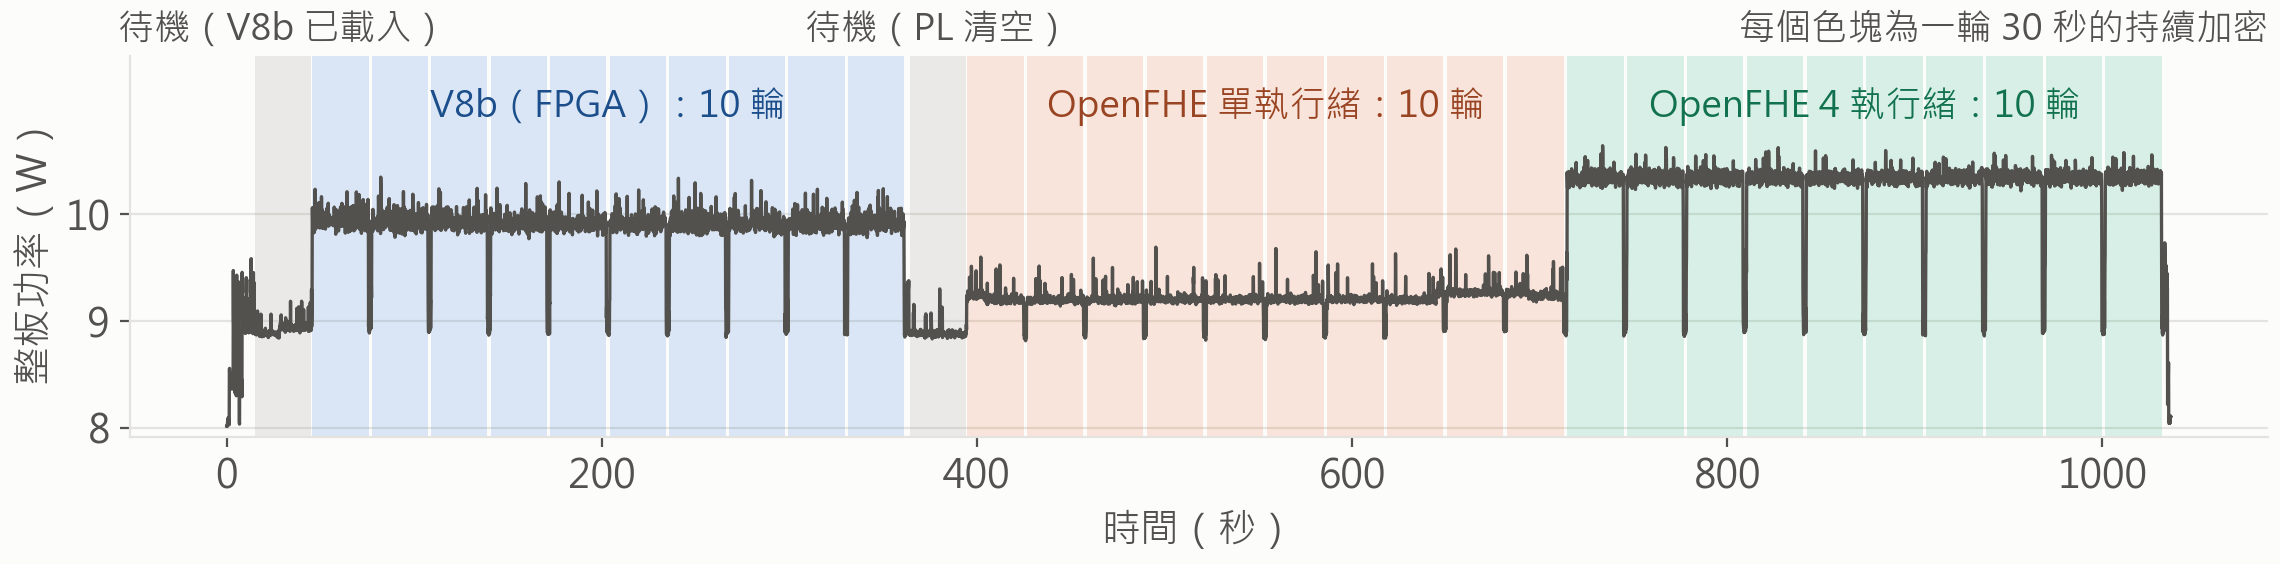 待機（V8b 已載入）
待機（PL 清空）
每個色塊為一輪 30 秒的持續加密
V8b（FPGA）：10 輪
OpenFHE 單執行緒：10 輪
OpenFHE 4 執行緒：10 輪
整板功率（W）
10
9
8
0
200
400
600
800
1000
時間（秒）